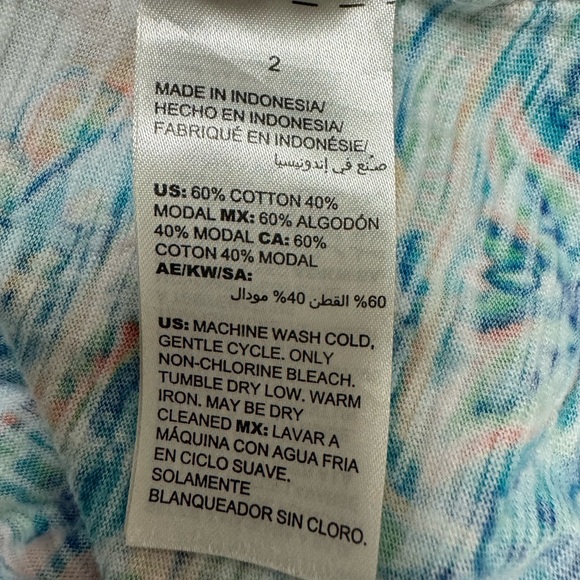 2
MADE IN INDONESIA/
HECHO EN INDONESIA/
FABRIQUÉ EN INDONÉSIE/
صنّع في إندونيسيا
US: 60% COTTON 40%
MODAL MX: 60% ALGODÓN
40% MODAL CA: 60%
COTON 40% MODAL
AE/KW/SA:
60% القطن 40% مودال
US: MACHINE WASH COLD,
GENTLE CYCLE. ONLY
NON-CHLORINE BLEACH.
TUMBLE DRY LOW. WARM
IRON. MAY BE DRY
CLEANED MX: LAVAR A
MÁQUINA CON AGUA FRIA
EN CICLO SUAVE.
SOLAMENTE
BLANQUEADOR SIN CLORO.